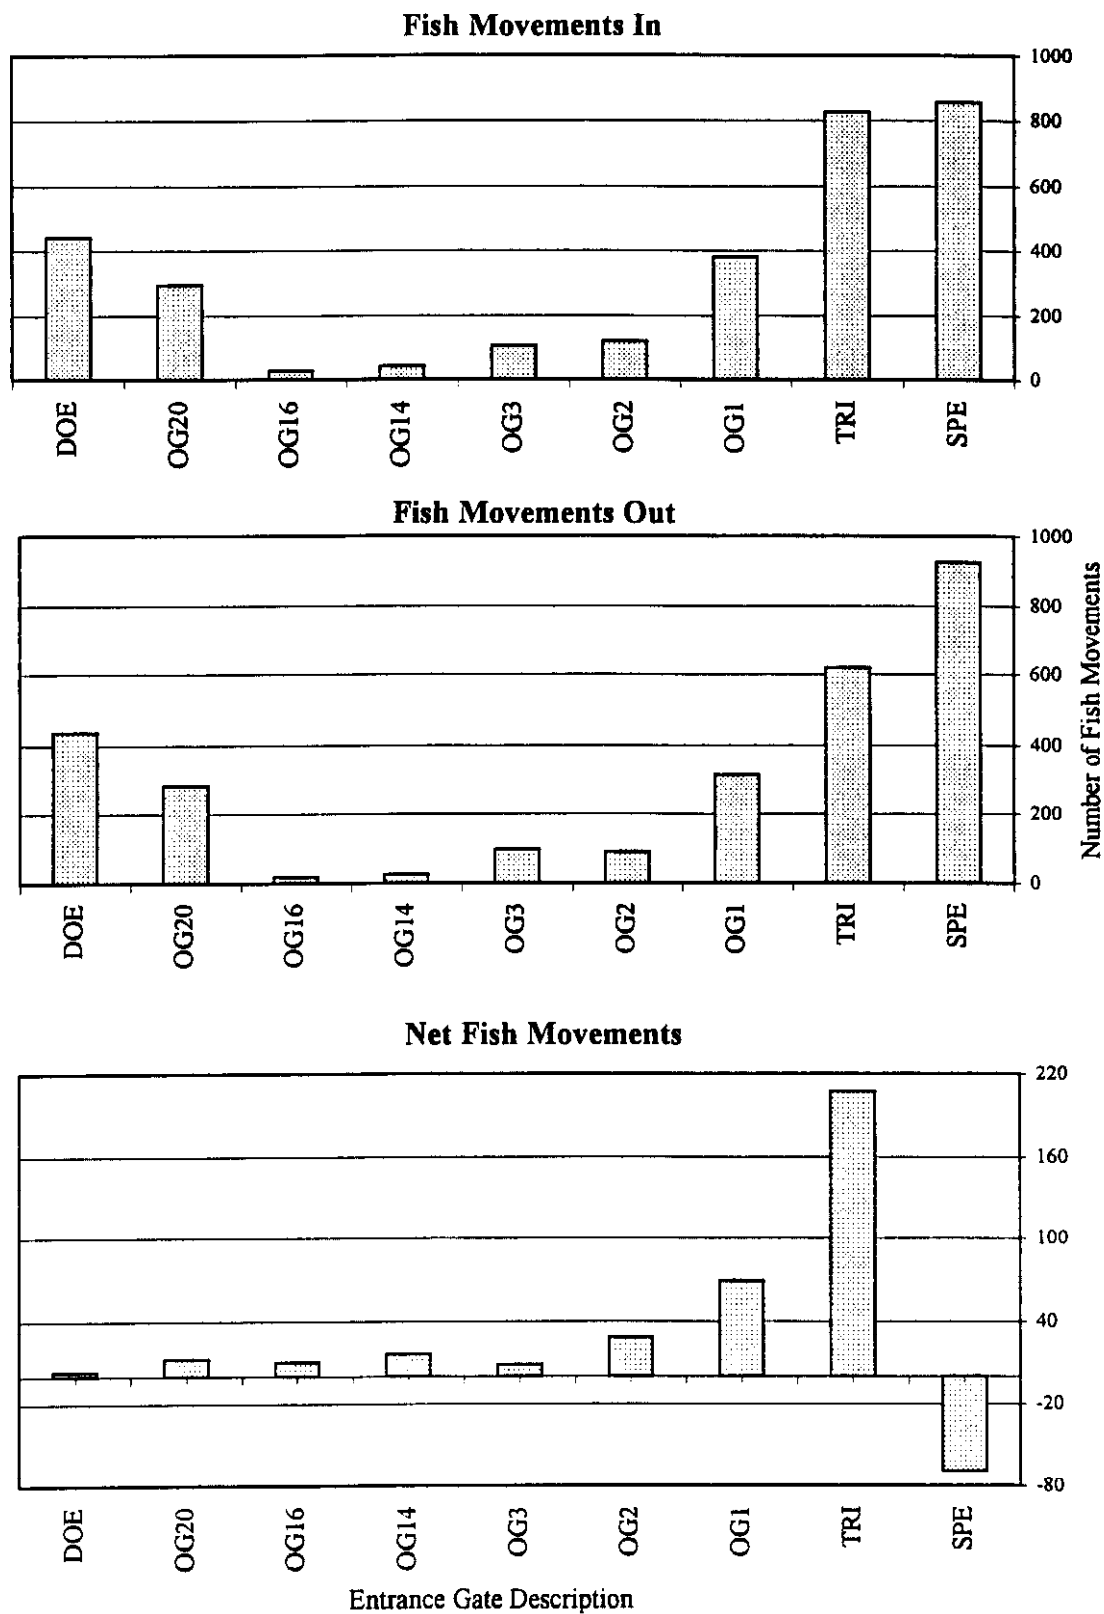 Fish Movements In
1000
800
600
400
200
0
DOE
OG20
OG16
OG14
OG3
OG2
OG1
TRI
SPE
Fish Movements Out
1000
800
600
400
200
0
Number of Fish Movements
DOE
OG20
OG16
OG14
OG3
OG2
OG1
TRI
SPE
Net Fish Movements
220
160
100
40
-20
-80
DOE
OG20
OG16
OG14
OG3
OG2
OG1
TRI
SPE
Entrance Gate Description